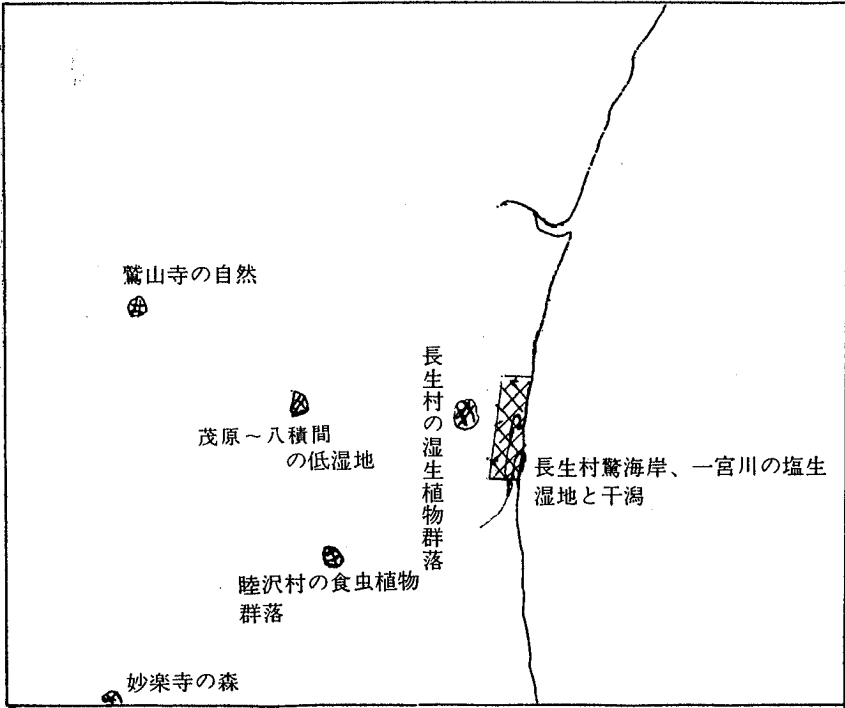 鷲山寺の自然
茂原～八積間
の低湿地
長生村の湿生植物群落
長生村驚海岸、一宮川の塩生
湿地と干潟
睦沢村の食虫植物
群落
妙楽寺の森